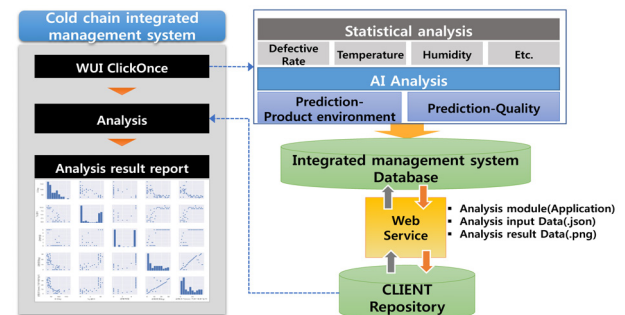 Cold chain integrated
management system
WUI ClickOnce
Analysis
Analysis result report
Statistical analysis
Defective
Rate
Temperature
Humidity
Etc.
AI Analysis
Prediction-
Product environment
Prediction-Quality
Integrated management system
Database
Web
Service
▪ Analysis module(Application)
▪ Analysis input Data(.json)
▪ Analysis result Data(.png)
CLIENT
Repository